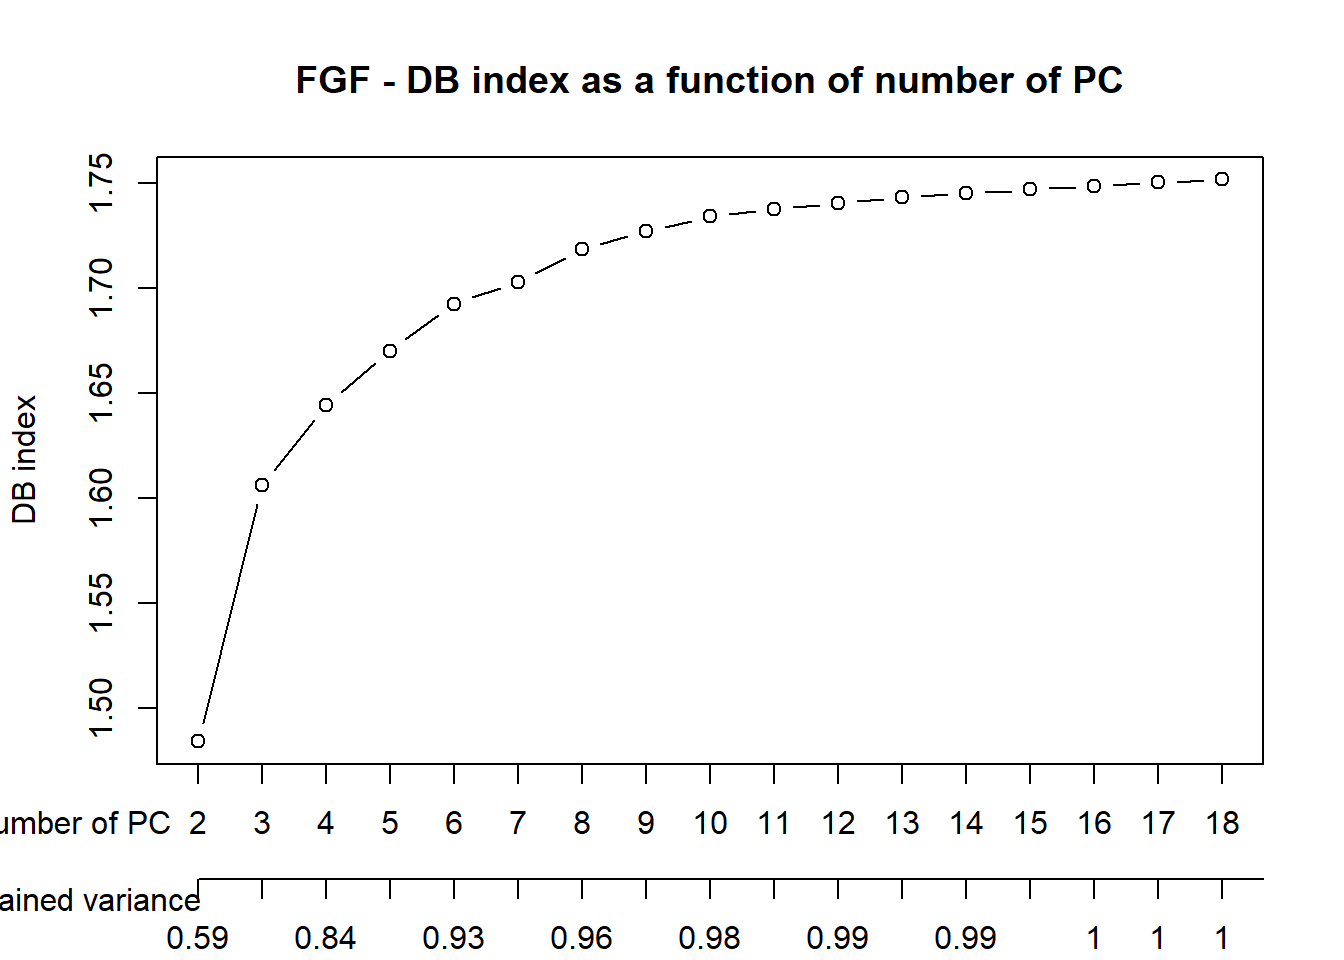 FGF - DB index as a function of number of PC
DB index
1.75
1.70
1.65
1.60
1.55
1.50
umber of PC 2 3 4 5 6 7 8 9 10 11 12 13 14 15 16 17 18
ained variance
0.59 0.84 0.93 0.96 0.98 0.99 0.99 1 1 1